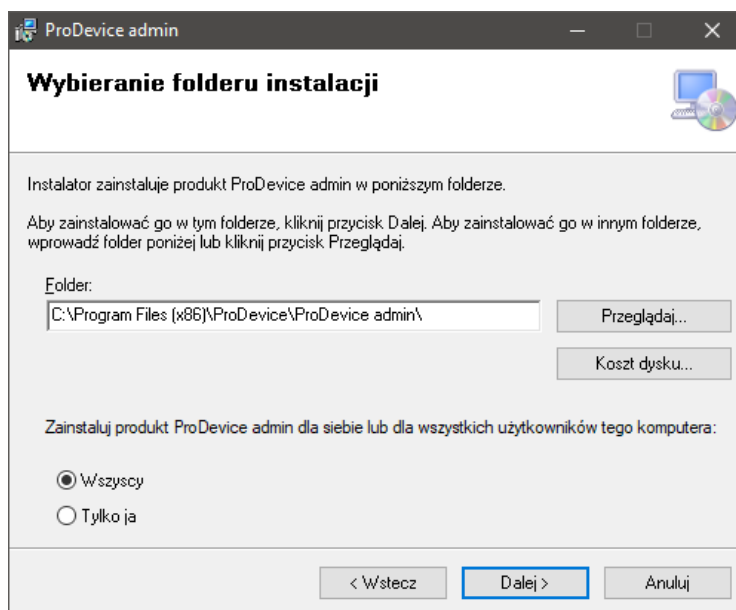 ProDevice admin
Wybieranie folderu instalacji
Instalator zainstaluje produkt ProDevice admin w poniższym folderze.
Aby zainstalować go w tym folderze, kliknij przycisk Dalej. Aby zainstalować go w innym folderze,
wprowadź folder poniżej lub kliknij przycisk Przeglądaj.
Folder:
C:\Program Files (x86)\ProDevice\ProDevice admin\
Przeglądaj...
Koszt dysku...
Zainstaluj produkt ProDevice admin dla siebie lub dla wszystkich użytkowników tego komputera:
Wszyscy
Tylko ja
< Wstecz
Dalej >
Anuluj